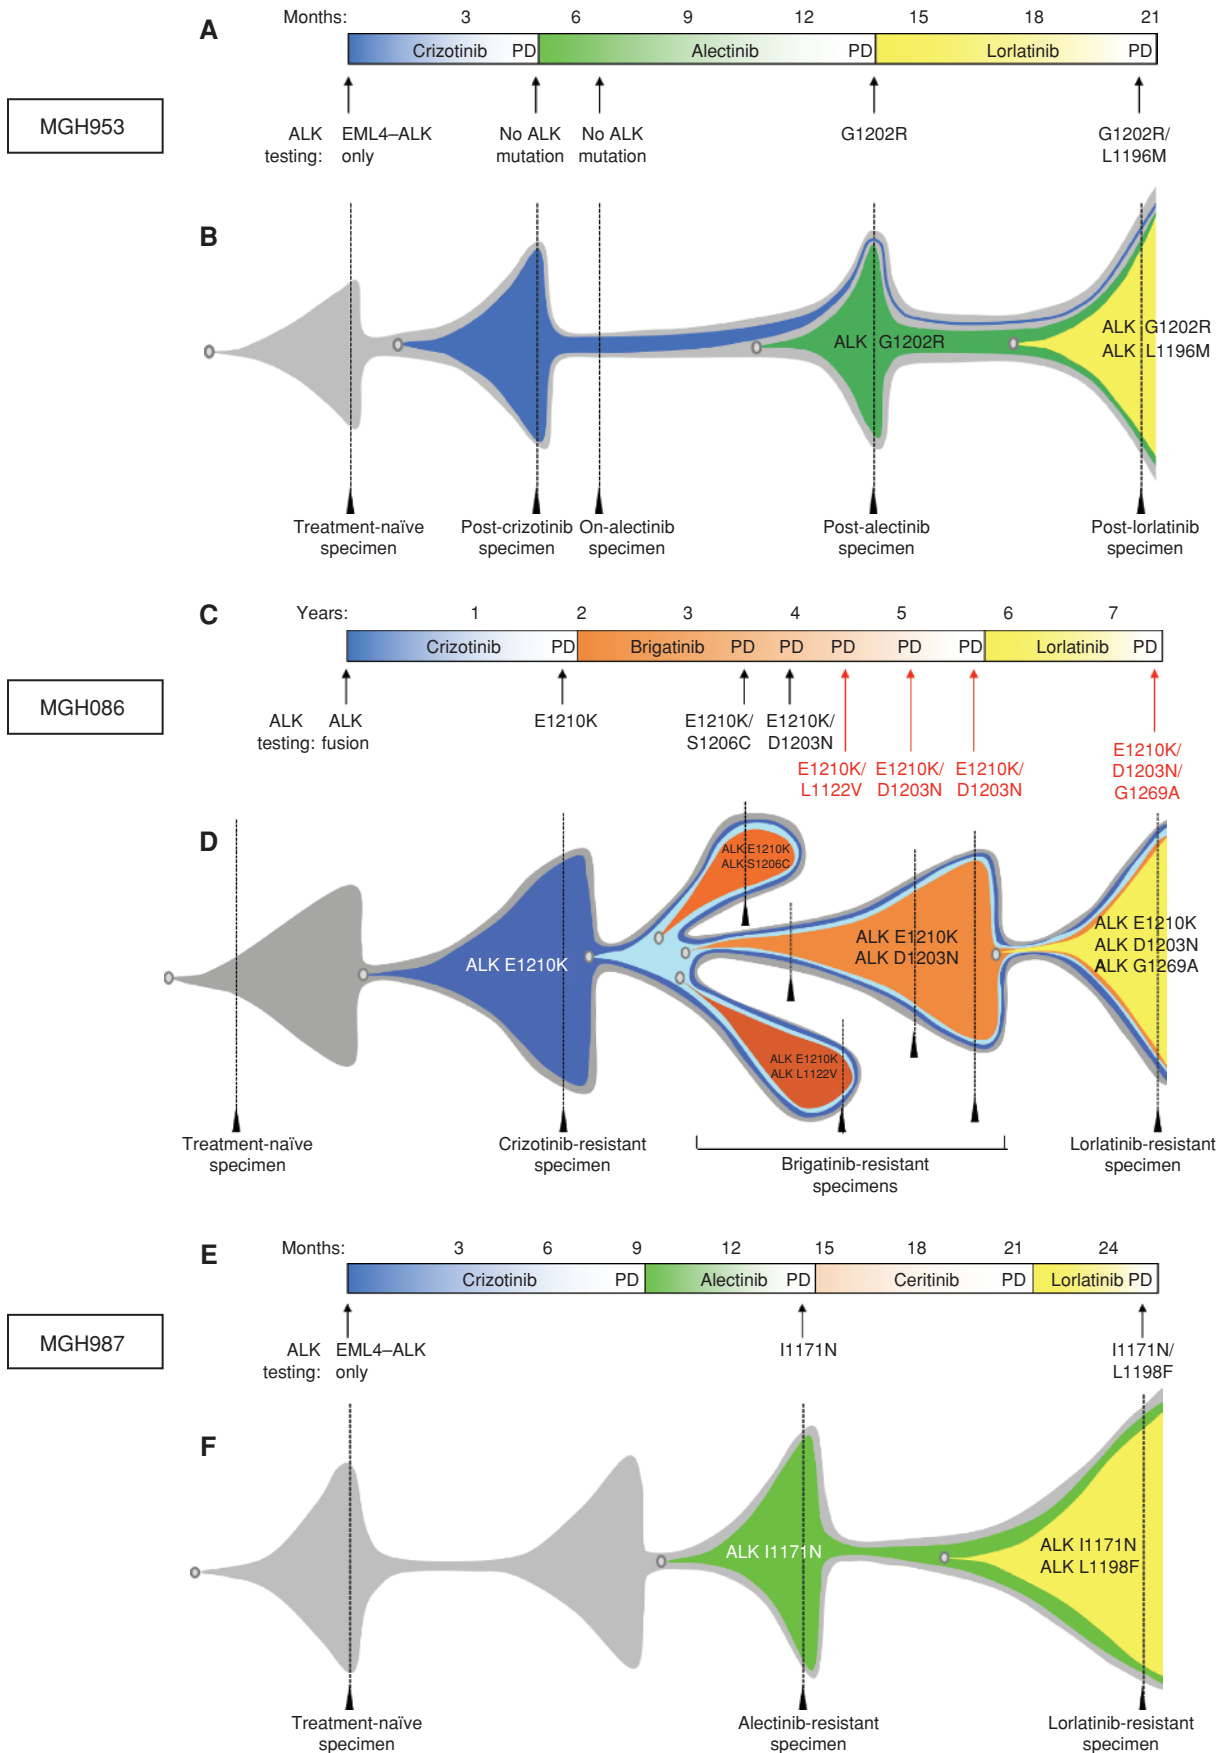 A
Months: 3 6 9 12 15 18 21
Crizotinib PD Alectinib PD Lorlatinib PD
MGH953
ALK testing:
EML4–ALK only
No ALK mutation
No ALK mutation
G1202R
G1202R/
L1196M
B
ALK G1202R
ALK G1202R
ALK L1196M
Treatment-naïve
specimen
Post-crizotinib
specimen
On-alectinib
specimen
Post-alectinib
specimen
Post-lorlatinib
specimen
C
Years: 1 2 3 4 5 6 7
Crizotinib PD Brigatinib PD PD PD PD PD Lorlatinib PD
MGH086
ALK
testing:
ALK
fusion
E1210K
E1210K/
S1206C
E1210K/
D1203N
E1210K/
L1122V
E1210K/
D1203N
E1210K/
D1203N
E1210K/
D1203N/
G1269A
D
ALK E1210K
ALK E1210K
ALK S1206C
ALK E1210K
ALK D1203N
ALK E1210K
ALK L1122V
ALK E1210K
ALK D1203N
ALK G1269A
Treatment-naïve
specimen
Crizotinib-resistant
specimen
Brigatinib-resistant
specimens
Lorlatinib-resistant
specimen
E
Months: 3 6 9 12 15 18 21 24
Crizotinib PD Alectinib PD Ceritinib PD Lorlatinib PD
MGH987
ALK
testing:
EML4–ALK
only
I1171N
I1171N/
L1198F
F
ALK I1171N
ALK I1171N
ALK L1198F
Treatment-naïve
specimen
Alectinib-resistant
specimen
Lorlatinib-resistant
specimen